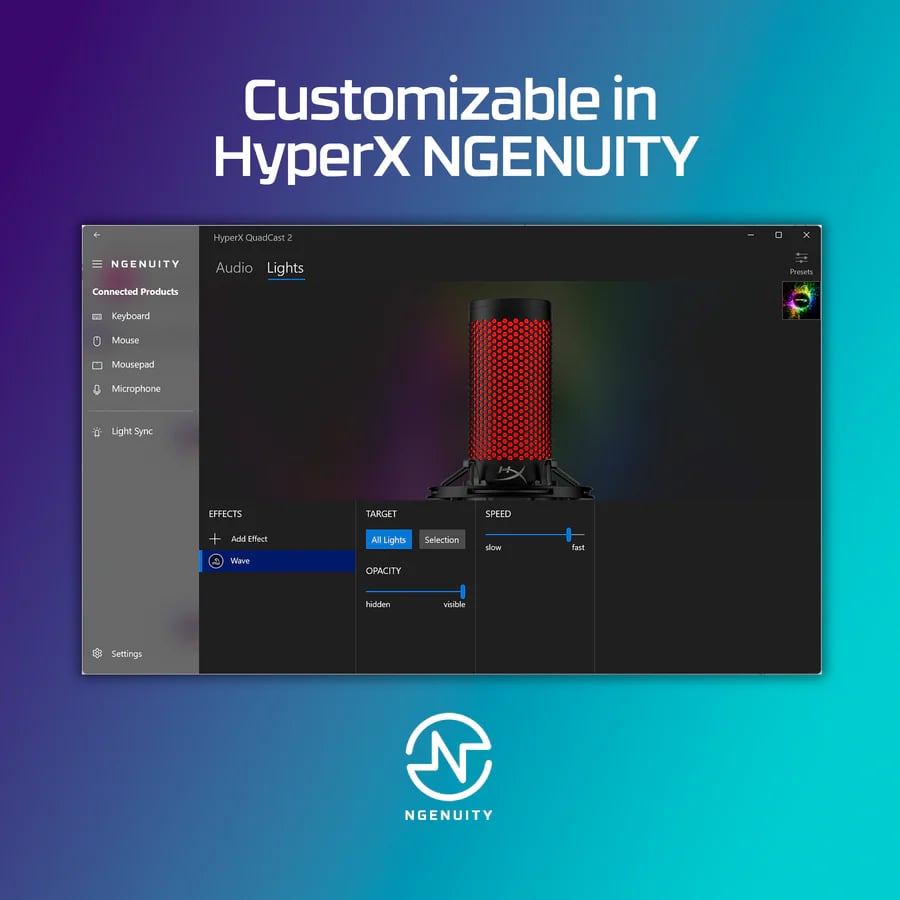 Customizable in
HyperX NGENUITY
HyperX QuadCast 2
NGENUITY
Audio
Lights
Presets
Connected Products
Keyboard
Mouse
Mousepad
Microphone
Light Sync
Settings
EFFECTS
Add Effect
Wave
TARGET
All Lights
Selection
OPACITY
hidden
visible
SPEED
slow
fast
NGENUITY